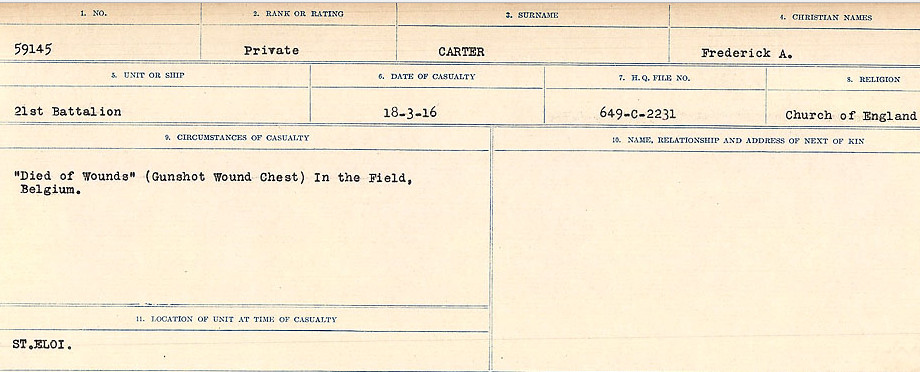 1. NO.
2. RANK OR RATING
3. SURNAME
4. CHRISTIAN NAMES
59145
Private
CARTER
Frederick A.
5. UNIT OR SHIP
6. DATE OF CASUALTY
7. H.Q. FILE NO.
8. RELIGION
21st Battalion
18-3-16
649-C-2231
Church of England
9. CIRCUMSTANCES OF CASUALTY
10. NAME, RELATIONSHIP AND ADDRESS OF NEXT OF KIN
"Died of Wounds" (Gunshot Wound Chest) In the Field,
Belgium.
11. LOCATION OF UNIT AT TIME OF CASUALTY
ST.ELOI.